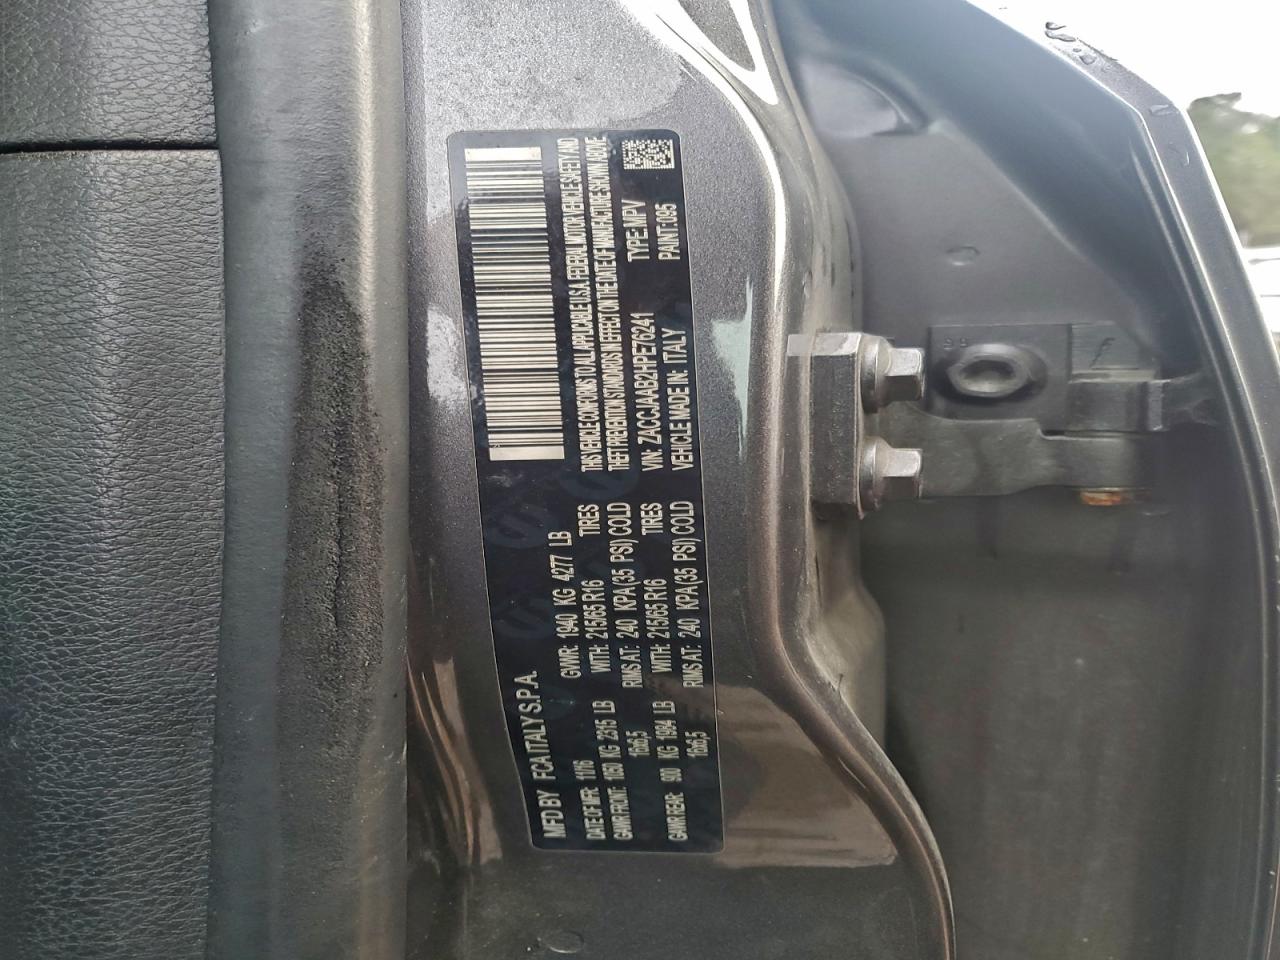 MFD BY FCA ITALY S.P.A.
DATE OF MFR: 11/16 GVWR: 1940 KG 4277 LB
GAWR FRONT: 1050 KG 2315 LB WITH: 215/65 R16 TIRES
16x6,5 RIMS AT: 240 KPA(35 PSI) COLD
GAWR REAR: 900 KG 1984 LB WITH: 215/65 R16 TIRES
16x6,5 RIMS AT: 240 KPA(35 PSI) COLD
THIS VEHICLE CONFORMS TO ALL APPLICABLE U.S.A. FEDERAL MOTOR VEHICLE SAFETY AND
THEFT PREVENTION STANDARDS IN EFFECT ON THE DATE OF MANUFACTURE SHOWN ABOVE
VIN: ZACCJAAB2HPE76241 TYPE: MPV
VEHICLE MADE IN: ITALY PAINT: 095